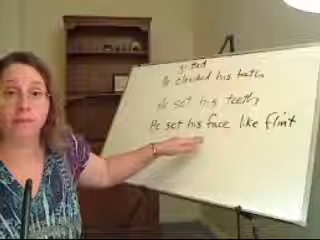 gritted
He clenched his teeth
He set his teeth
He set his face like flint